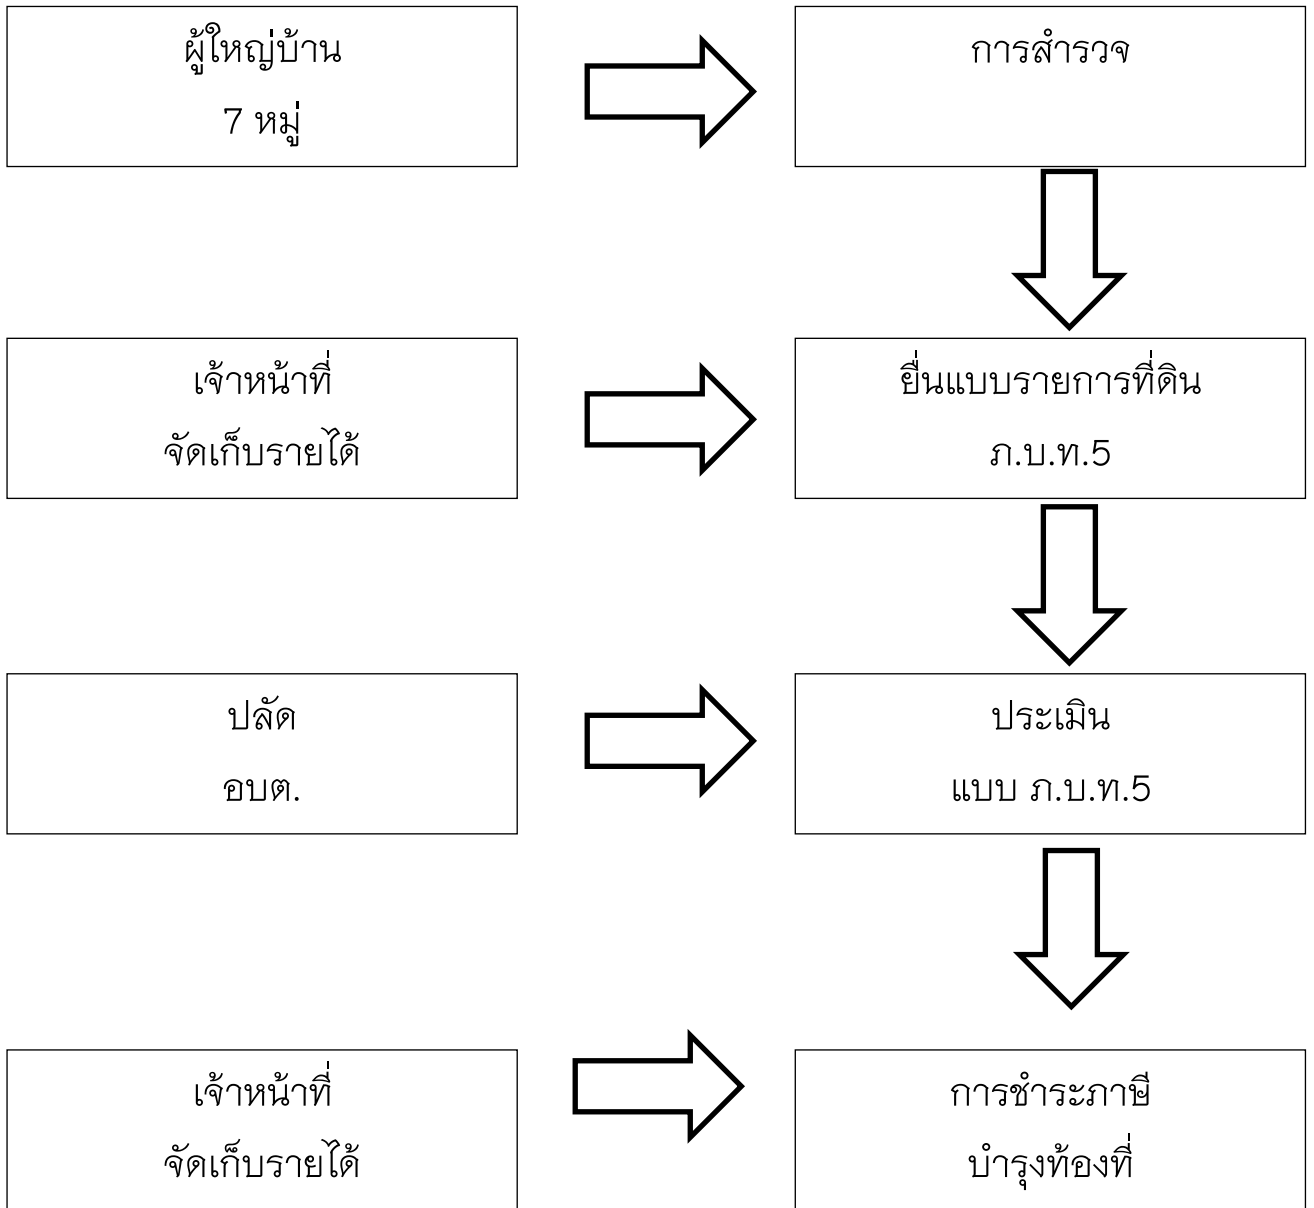 ผู้ใหญ่บ้าน
7 หมู่
การสำรวจ
เจ้าหน้าที่
จัดเก็บรายได้
ยื่นแบบรายการที่ดิน
ภ.บ.ท.5
ปลัด
อบต.
ประเมิน
แบบ ภ.บ.ท.5
เจ้าหน้าที่
จัดเก็บรายได้
การชำระภาษี
บำรุงท้องที่